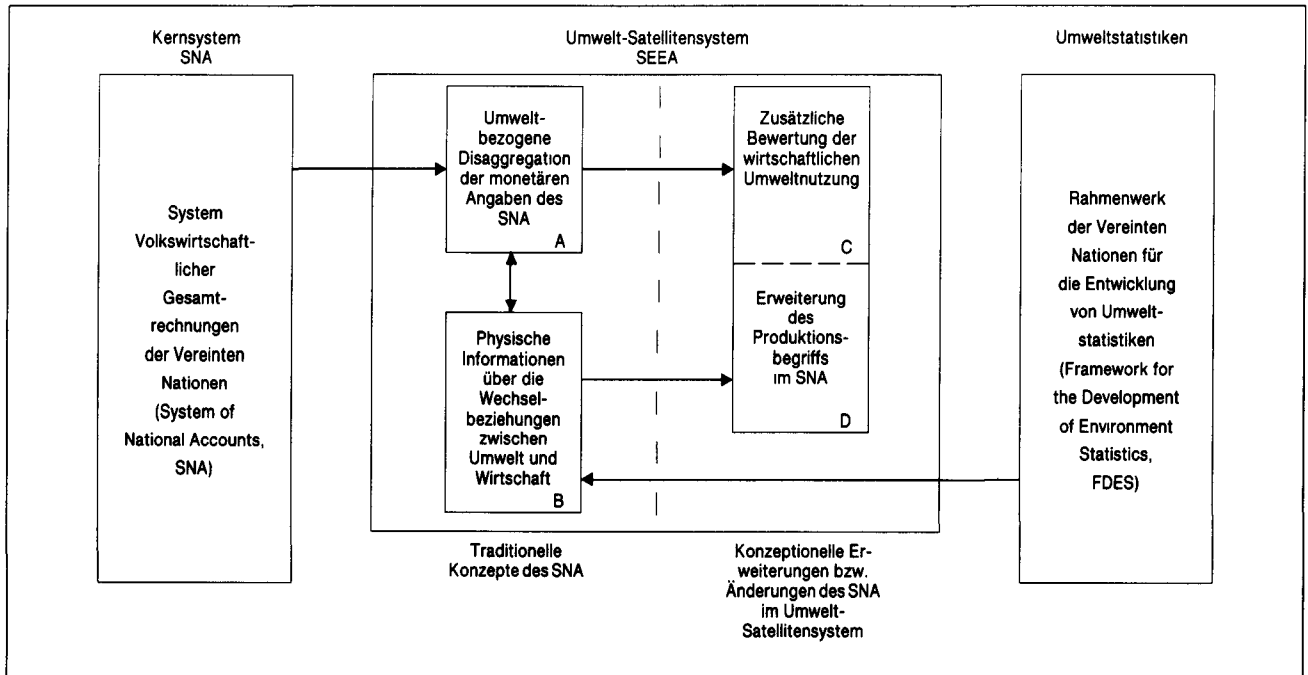 Kernsystem
SNA
Umwelt-Satellitensystem
SEEA
Umweltstatistiken
System
Volkswirtschaft-
licher
Gesamt-
rechnungen
der Vereinten
Nationen
(System of
National Accounts,
SNA)
Umwelt-
bezogene
Disaggregation
der monetären
Angaben des
SNA
A
Physische
Informationen
über die
Wechsel-
beziehungen
zwischen
Umwelt und
Wirtschaft
B
Zusätzliche
Bewertung der
wirtschaftlichen
Umweltnutzung
C
Erweiterung
des
Produktions-
begriffs
im SNA
D
Rahmenwerk
der Vereinten
Nationen für
die Entwicklung
von Umwelt-
statistiken
(Framework for
the Development
of Environment
Statistics,
FDES)
Traditionelle
Konzepte des SNA
Konzeptionelle Er-
weiterungen bzw.
Änderungen des SNA
im Umwelt-
Satellitensystem